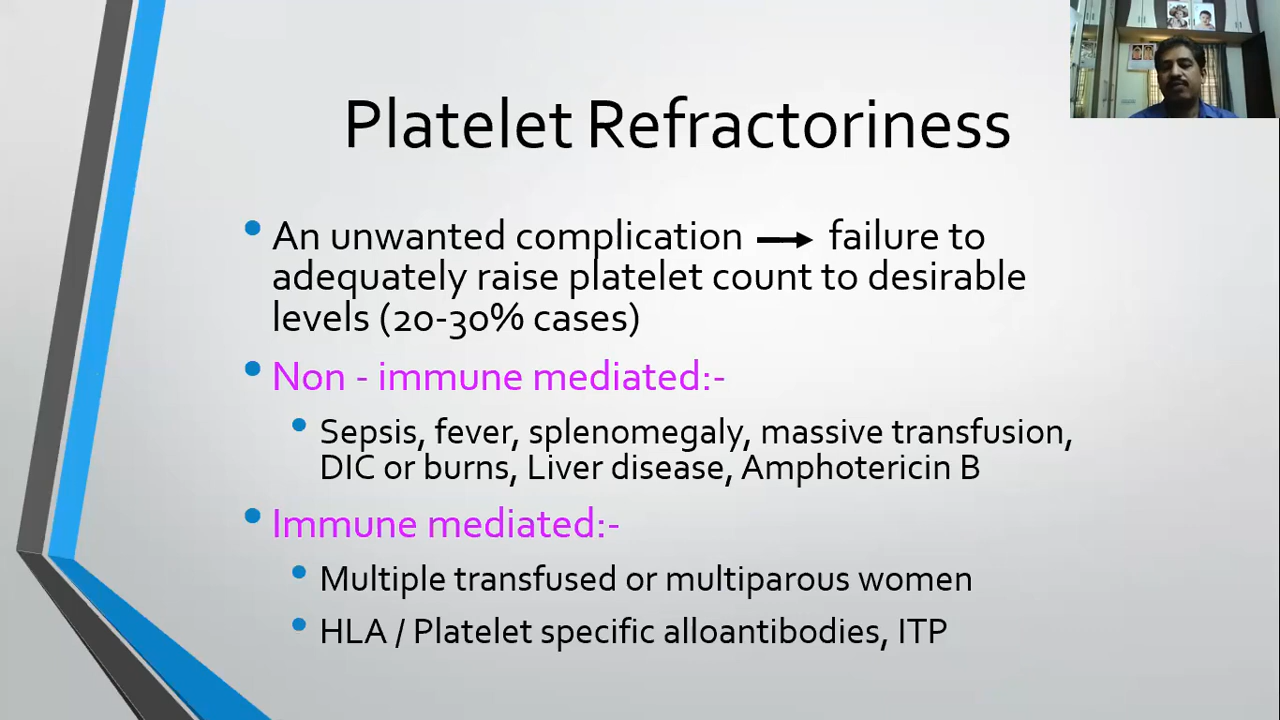 Platelet Refractoriness
• An unwanted complication → failure to
adequately raise platelet count to desirable
levels (20-30% cases)
• Non - immune mediated:-
• Sepsis, fever, splenomegaly, massive transfusion,
DIC or burns, Liver disease, Amphotericin B
• Immune mediated:-
• Multiple transfused or multiparous women
• HLA / Platelet specific alloantibodies, ITP